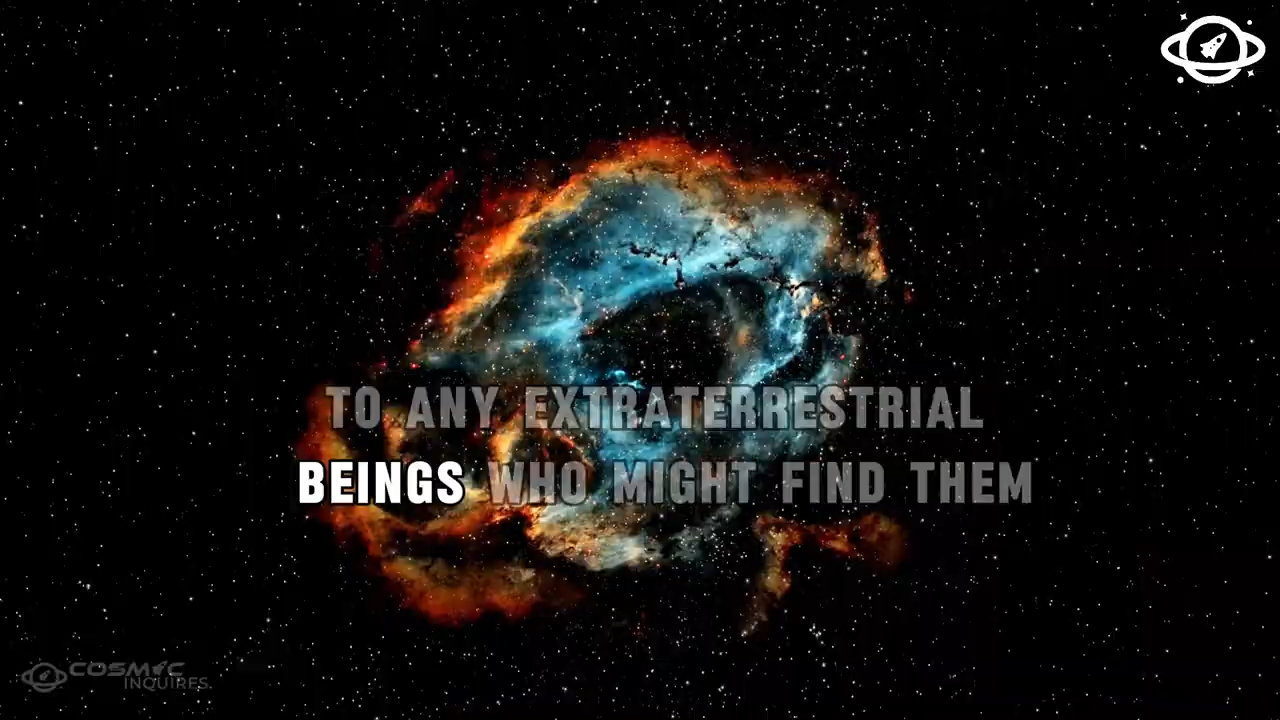 TO ANY EXTRATERRESTRIAL
BEINGS WHO MIGHT FIND THEM
COSMIC
INQUIRES